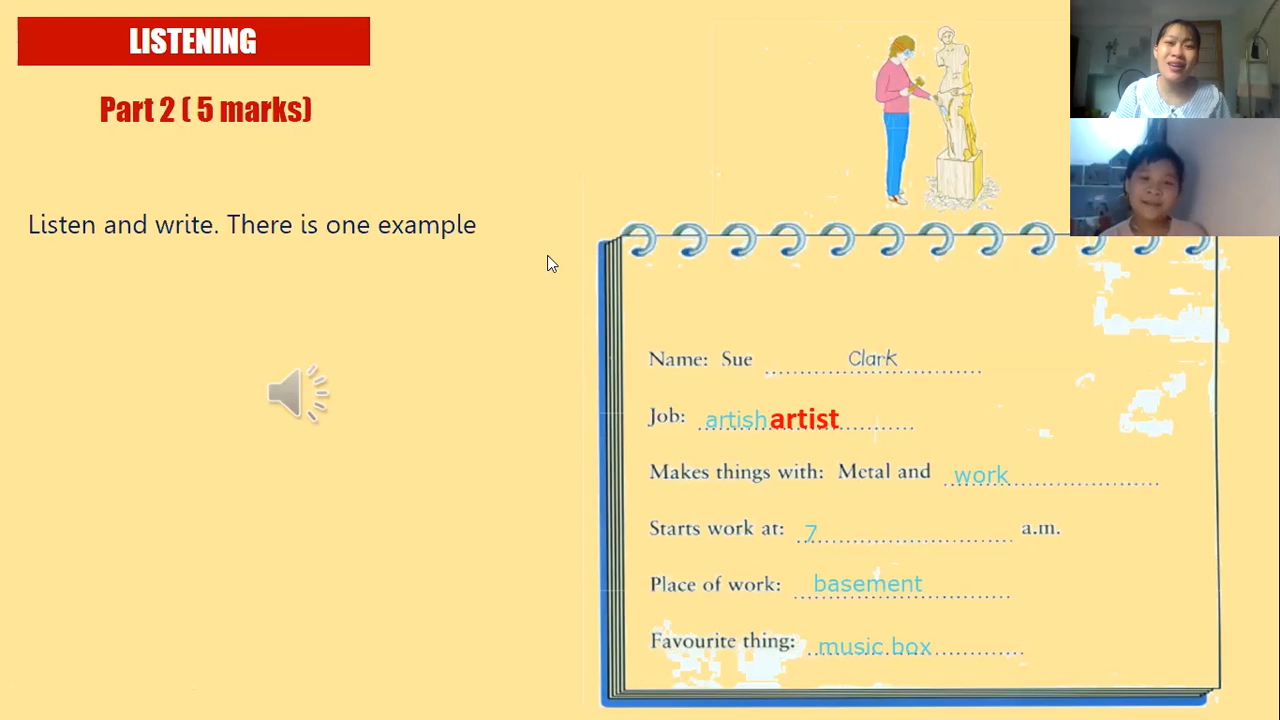 LISTENING
Part 2 ( 5 marks)
Listen and write. There is one example
Name: Sue Clark
Job: artish artist
Makes things with: Metal and work
Starts work at: 7 a.m.
Place of work: basement
Favourite thing: music box